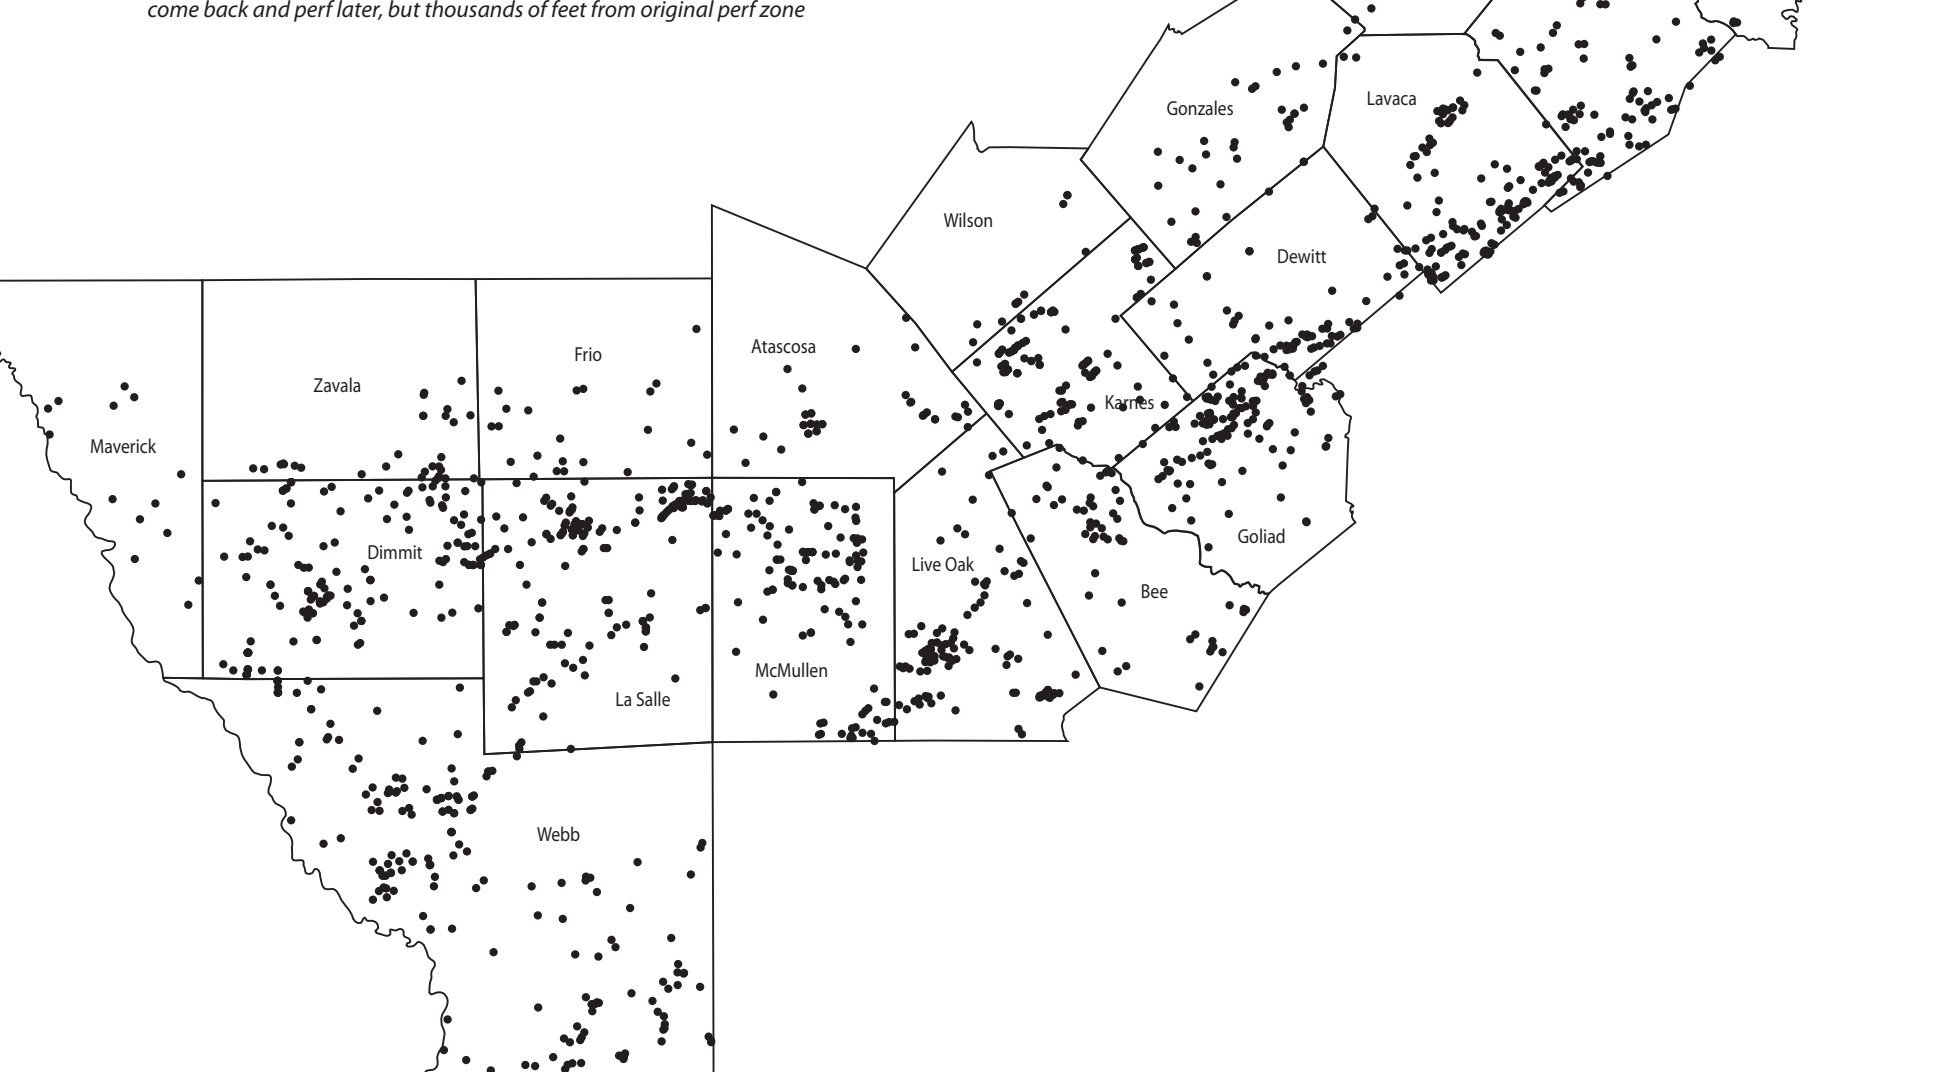 come back and perf later, but thousands of feet from original perf zone
Gonzales
Lavaca
Wilson
Dewitt
Atascosa
Frio
Zavala
Karnes
Maverick
Goliad
Dimmit
Live Oak
Bee
McMullen
La Salle
Webb